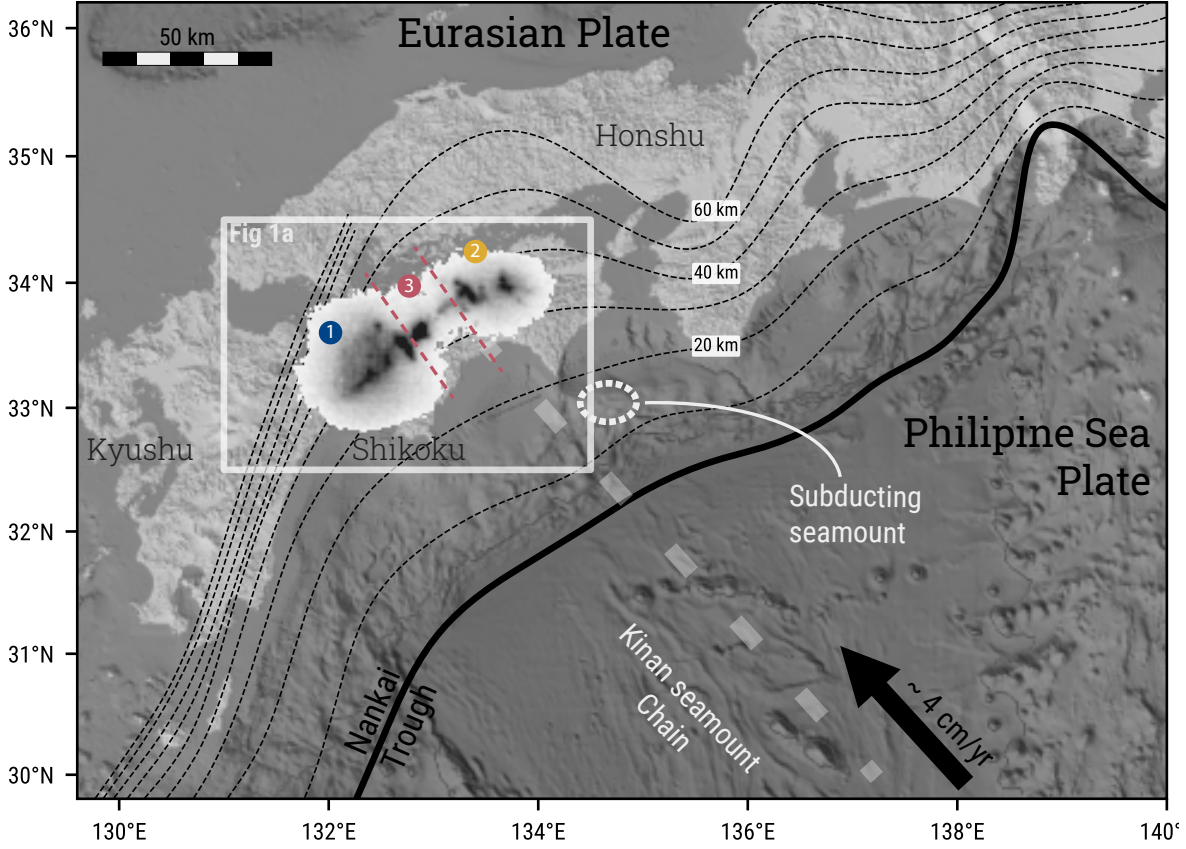 36°N
35°N
34°N
33°N
32°N
31°N
30°N
50 km
Eurasian Plate
Honshu
60 km
40 km
20 km
Fig 1a
2
3
1
Kyushu
Shikoku
Philipine Sea
Plate
Subducting
seamount
Kinan seamount
Chain
~ 4 cm/yr
Nankai
Trough
130°E
132°E
134°E
136°E
138°E
140°